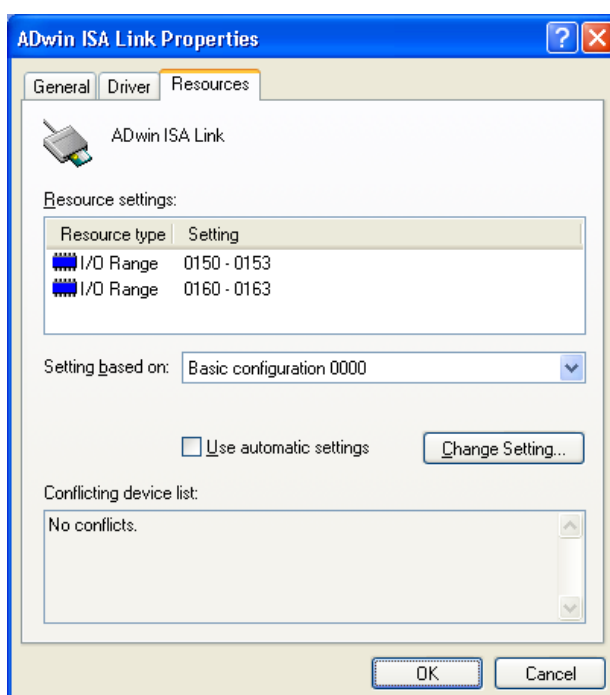 ADwin ISA Link Properties
General Driver Resources
ADwin ISA Link
Resource settings:
Resource type Setting
I/O Range 0150 - 0153
I/O Range 0160 - 0163
Setting based on: Basic configuration 0000
Use automatic settings Change Setting...
Conflicting device list:
No conflicts.
OK Cancel